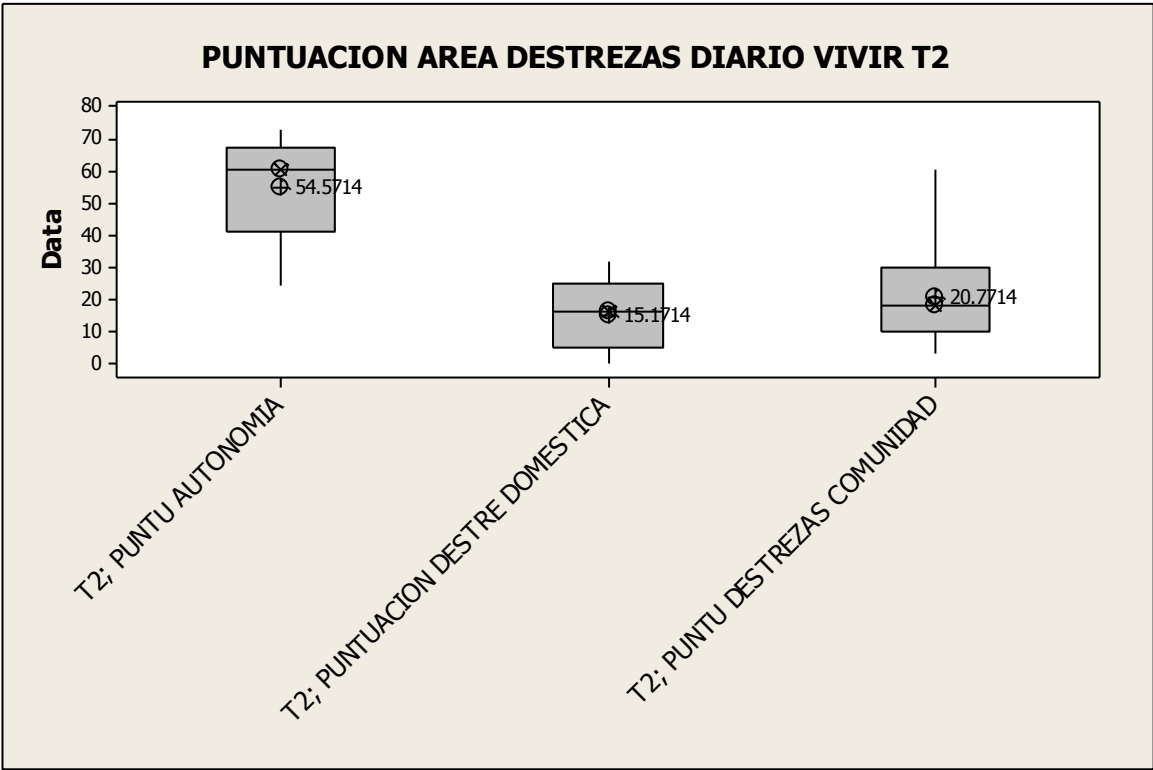 PUNTUACION AREA DESTREZAS DIARIO VIVIR T2
80
70
60
50
40
30
20
10
0
Data
54.5714
15.1714
20.7714
T2; PUNTU AUTONOMIA
T2; PUNTUACION DESTRE DOMESTICA
T2; PUNTU DESTREZAS COMUNIDAD